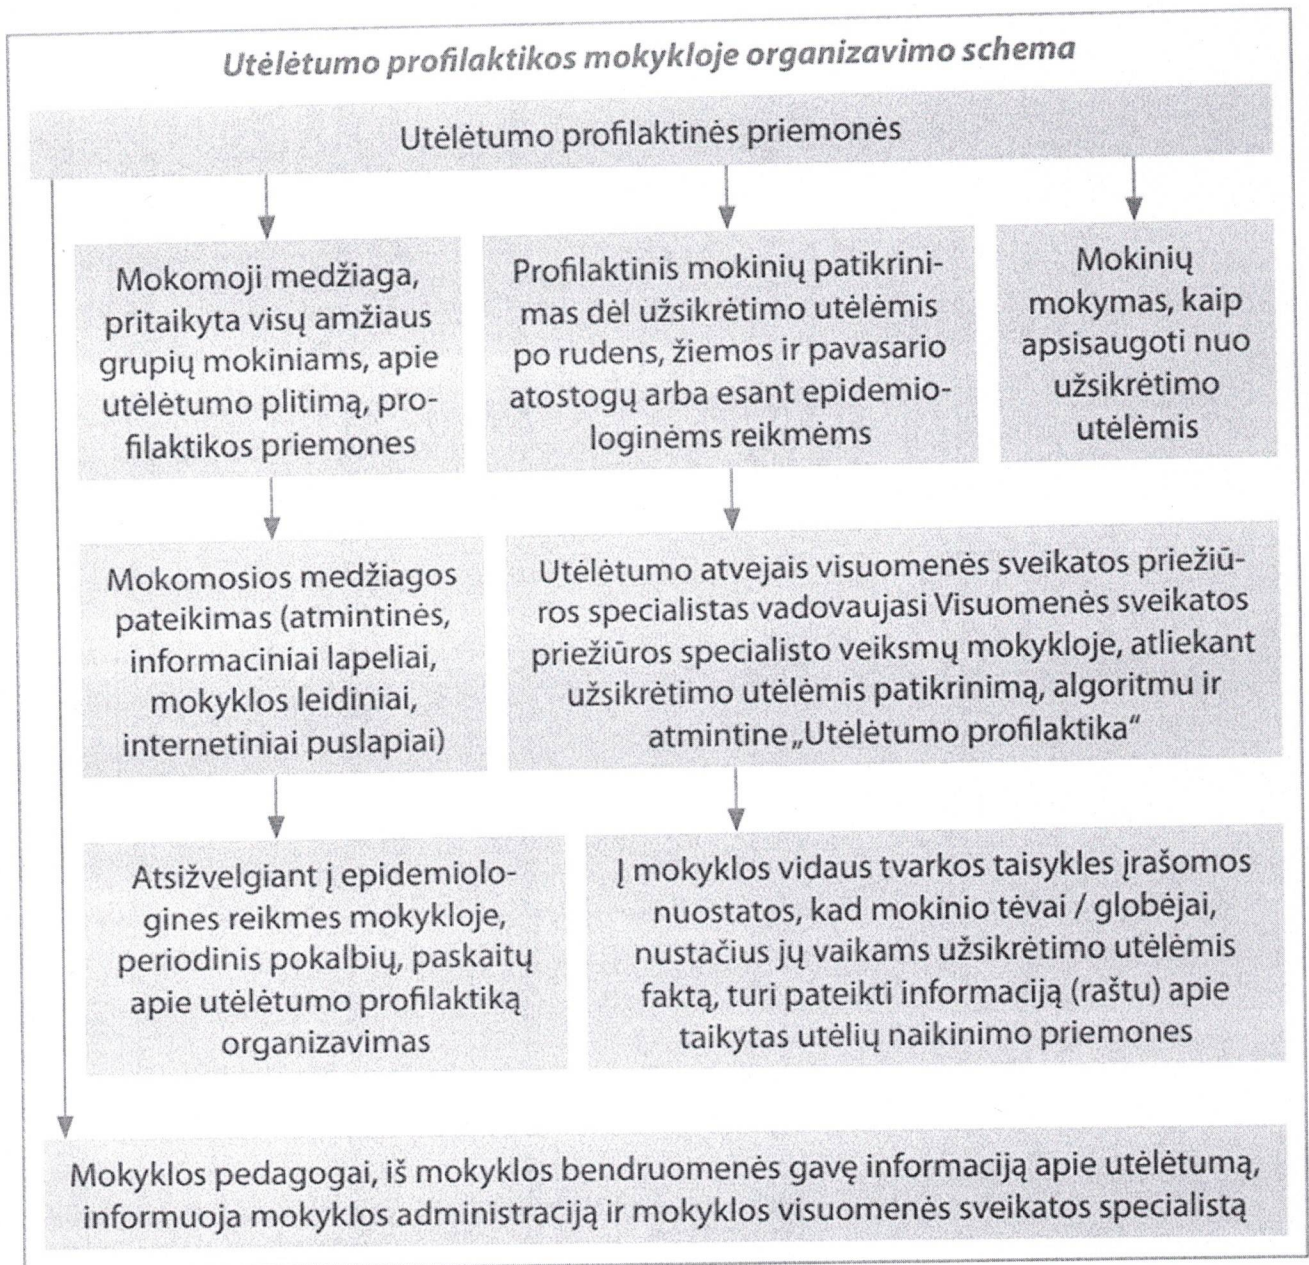 Utėlėtumo profilaktikos mokykloje organizavimo schema
Utėlėtumo profilaktinės priemonės
Mokomoji medžiaga,
pritaikyta visų amžiaus
grupių mokiniams, apie
utėlėtumo plitimą, pro-
filaktikos priemones
Profilaktinis mokinių patikrini-
mas dėl užsikrėtimo utėlėmis
po rudens, žiemos ir pavasario
atostogų arba esant epidemio-
loginėms reikmėms
Mokinių
mokymas, kaip
apsisaugoti nuo
užsikrėtimo
utėlėmis
Mokomosios medžiagos
pateikimas (atmintinės,
informaciniai lapeliai,
mokyklos leidiniai,
internetiniai puslapiai)
Utėlėtumo atvejais visuomenės sveikatos priežiū-
ros specialistas vadovaujasi Visuomenės sveikatos
priežiūros specialisto veiksmų mokykloje, atliekant
užsikrėtimo utėlėmis patikrinimą, algoritmu ir
atmintine „Utėlėtumo profilaktika“
Atsižvelgiant į epidemiolo-
gines reikmes mokykloje,
periodinis pokalbių, paskaitų
apie utėlėtumo profilaktiką
organizavimas
Į mokyklos vidaus tvarkos taisykles įrašomos
nuostatos, kad mokinio tėvai / globėjai,
nustačius jų vaikams užsikrėtimo utėlėmis
faktą, turi pateikti informaciją (raštu) apie
taikytas utėlių naikinimo priemones
Mokyklos pedagogai, iš mokyklos bendruomenės gavę informaciją apie utėlėtumą,
informuoja mokyklos administraciją ir mokyklos visuomenės sveikatos specialistą